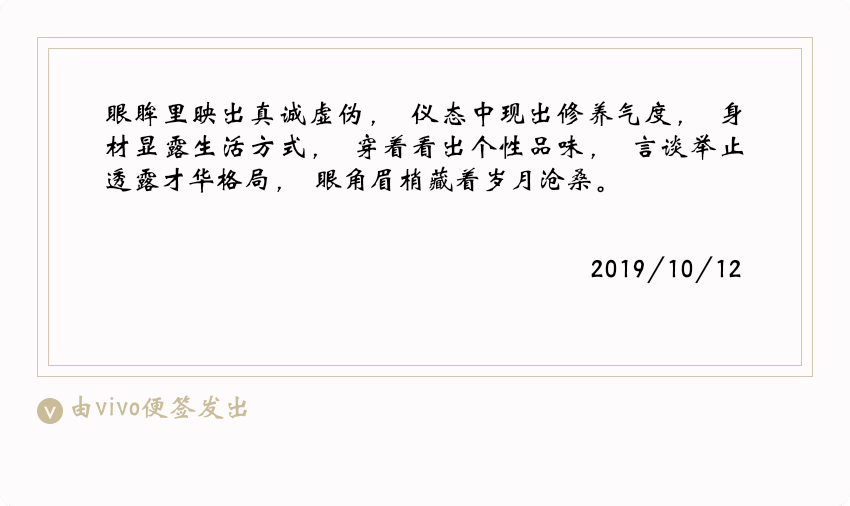 眼眸里映出真诚虚伪， 仪态中现出修养气度， 身
材显露生活方式， 穿着看出个性品味， 言谈举止
透露才华格局， 眼角眉梢藏着岁月沧桑。
2019/10/12
由vivo便签发出